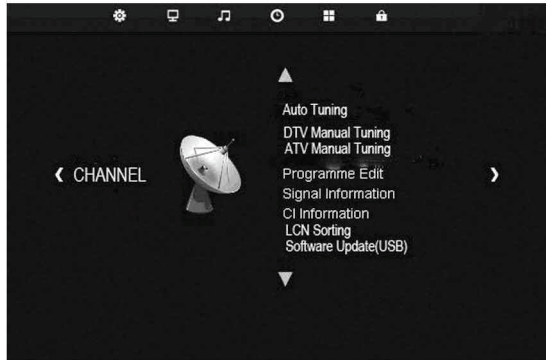 CHANNEL
Auto Tuning
DTV Manual Tuning
ATV Manual Tuning
Programme Edit
Signal Information
CI Information
LCN Sorting
Software Update(USB)